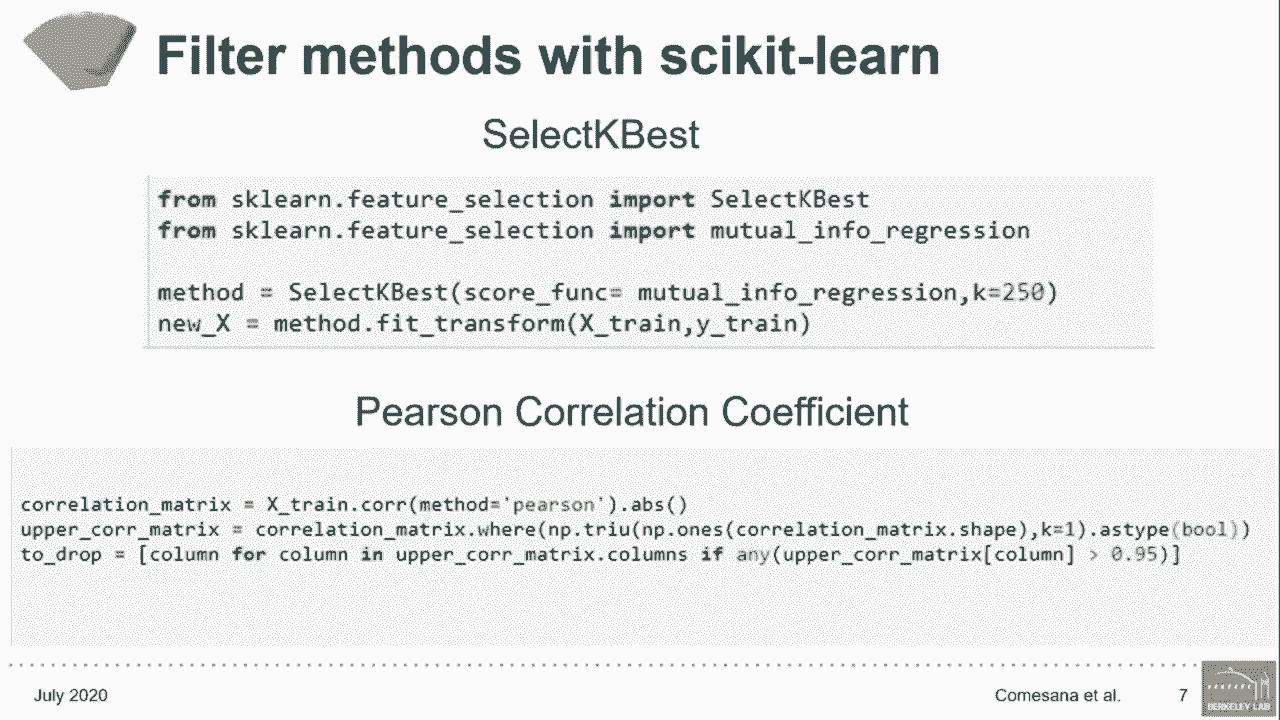 Filter methods with scikit-learn
SelectKBest
from sklearn.feature_selection import SelectKBest
from sklearn.feature_selection import mutual_info_regression
method = SelectKBest(score_func= mutual_info_regression,k=250)
new_X = method.fit_transform(X_train,y_train)
Pearson Correlation Coefficient
correlation_matrix = X_train.corr(method='pearson').abs()
upper_corr_matrix = correlation_matrix.where(np.triu(np.ones(correlation_matrix.shape),k=1).astype(bool))
to_drop = [column for column in upper_corr_matrix.columns if any(upper_corr_matrix[column] > 0.95)]
July 2020
Comesana et al.
7
BERKELEY LAB